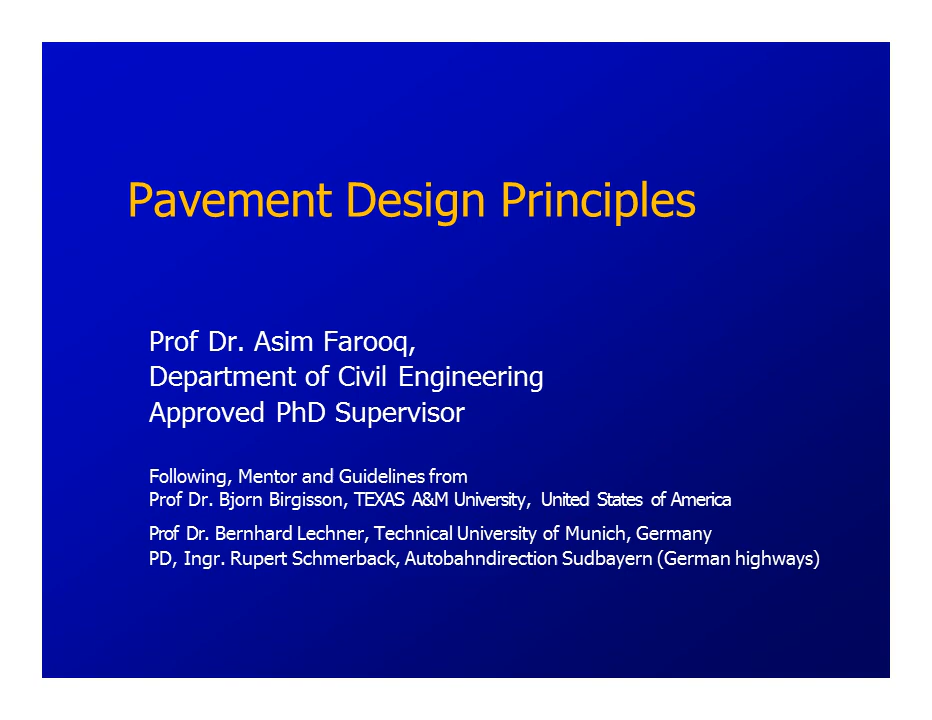 Pavement Design Principles
Prof Dr. Asim Farooq,
Department of Civil Engineering
Approved PhD Supervisor
Following, Mentor and Guidelines from
Prof Dr. Bjorn Birgisson, TEXAS A&M University, United States of America
Prof Dr. Bernhard Lechner, Technical University of Munich, Germany
PD, Ingr. Rupert Schmerback, Autobahndirection Sudbayern (German highways)